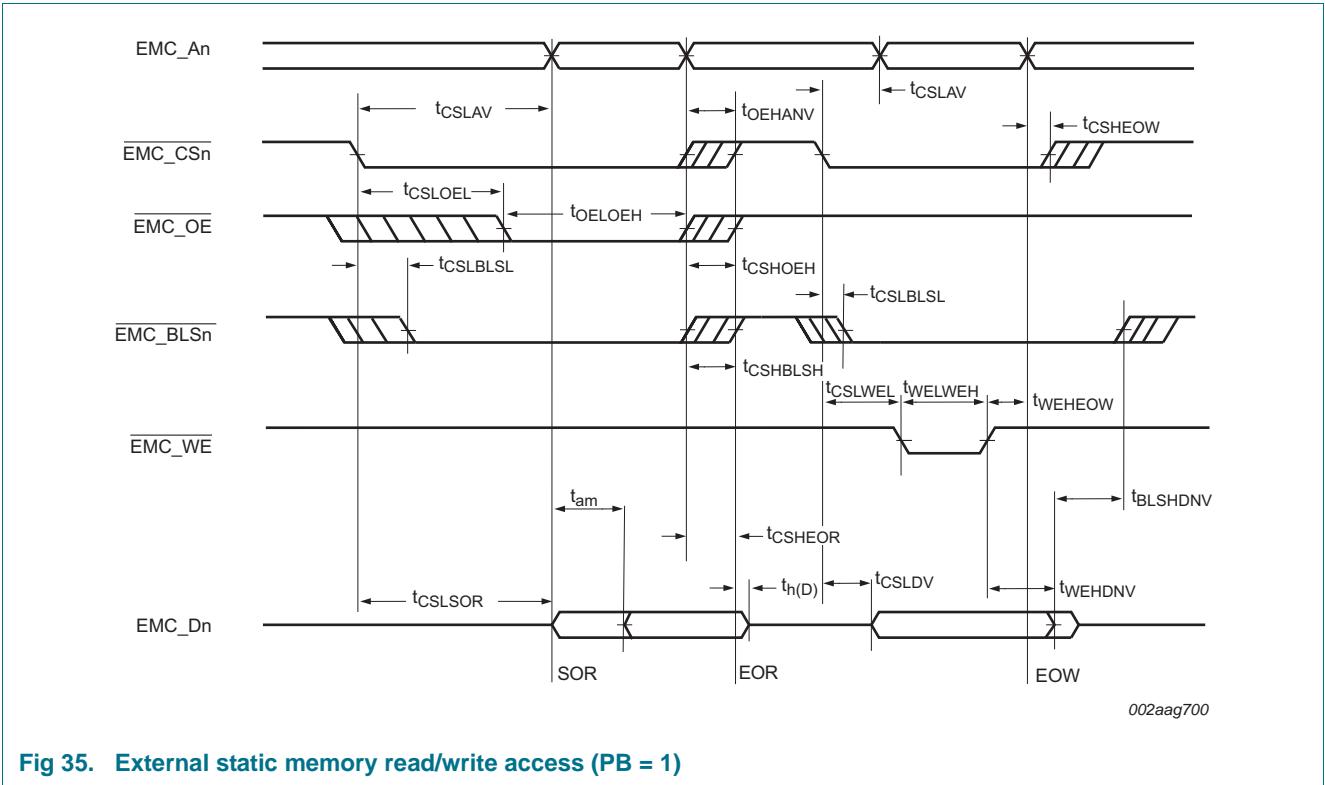 EMC_An
tCSLAV
tCSLAV
tOEHANV
tCSHEOW
EMC_CSn
tCSLOEL
tOELOEH
EMC_OE
tCSLBLSL
tCSHOEH
tCSLBLSL
EMC_BLSn
tCSHBLSH
tCSLWEL
tWELWEH
tWEHEOW
EMC_WE
tam
tBLSHDNV
tCSHEOR
th(D)
tCSLDV
tCSLSOR
tWEHDNV
EMC_Dn
SOR
EOR
EOW
002aag700
Fig 35. External static memory read/write access (PB = 1)